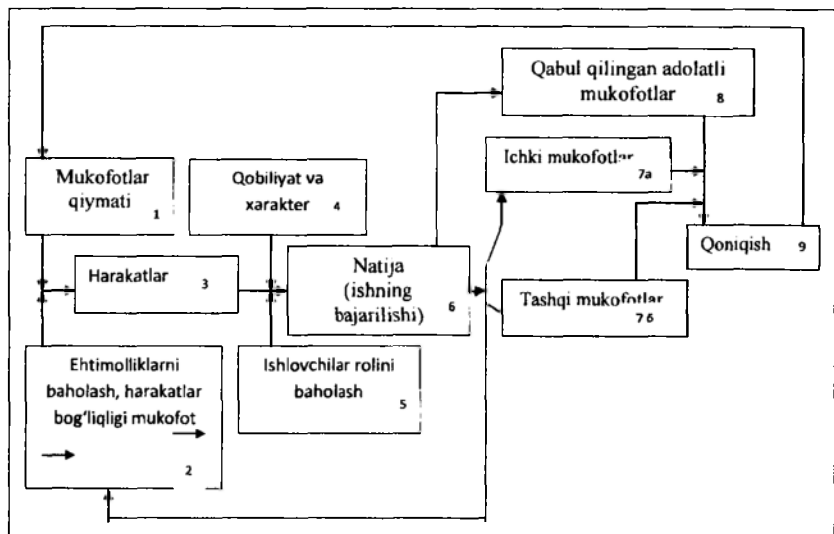 Mukofotlar
qiymati 1
Ehtimolliklarni
baholash, harakatlar
bog‘liqligi mukofot
2
Harakatlar 3
Qobiliyat va
xarakter 4
Ishlovchilar rolini
baholash
5
Natija
(ishning
bajarilishi) 6
Ichki mukofotlar
7a
Tashqi mukofotlar
7 б
Qabul qilingan adolatli
mukofotlar 8
Qoniqish 9